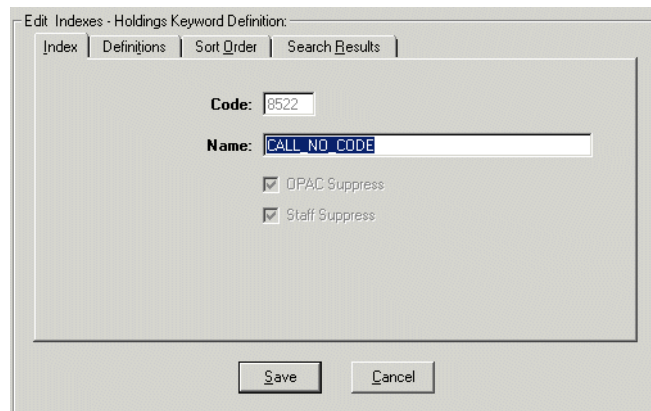 Edit Indexes - Holdings Keyword Definition:
Index Definitions Sort Order Search Results
Code: 8522
Name: CALL_NO_CODE
OPAC Suppress
Staff Suppress
Save Cancel